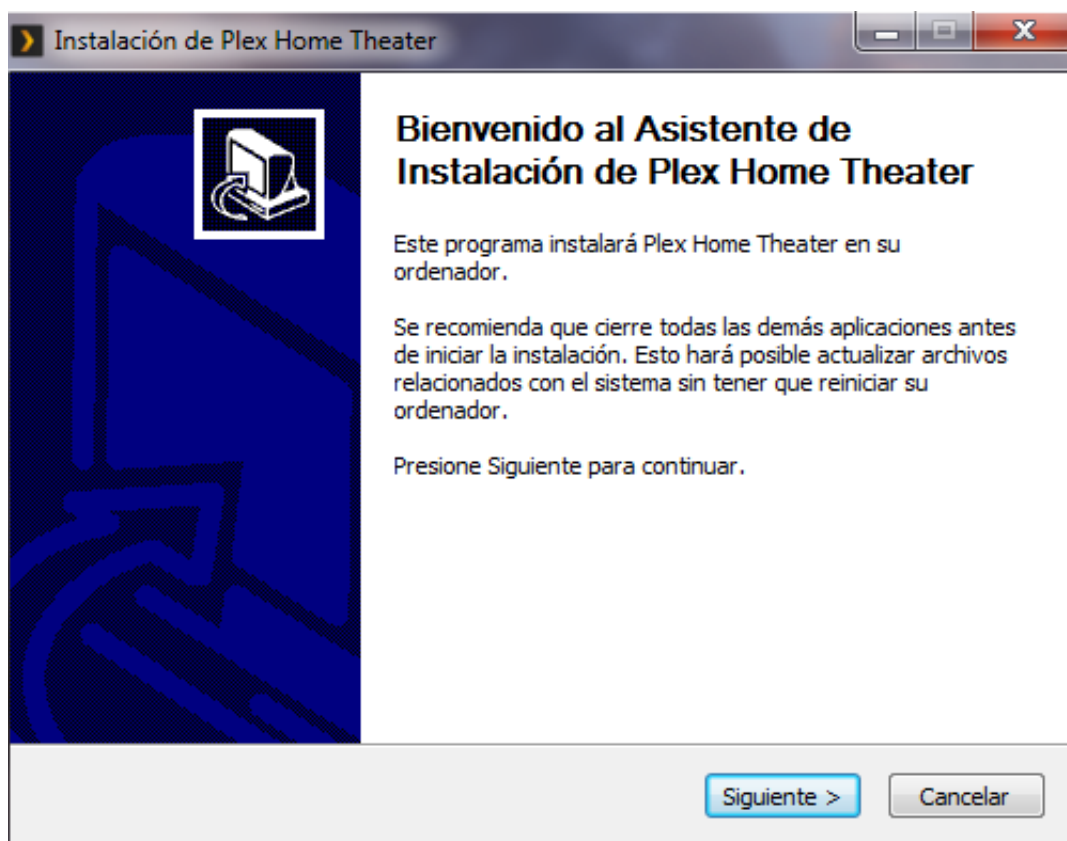 Instalación de Plex Home Theater
Bienvenido al Asistente de
Instalación de Plex Home Theater
Este programa instalará Plex Home Theater en su
ordenador.
Se recomienda que cierre todas las demás aplicaciones antes
de iniciar la instalación. Esto hará posible actualizar archivos
relacionados con el sistema sin tener que reiniciar su
ordenador.
Presione Siguiente para continuar.
Siguiente > Cancelar